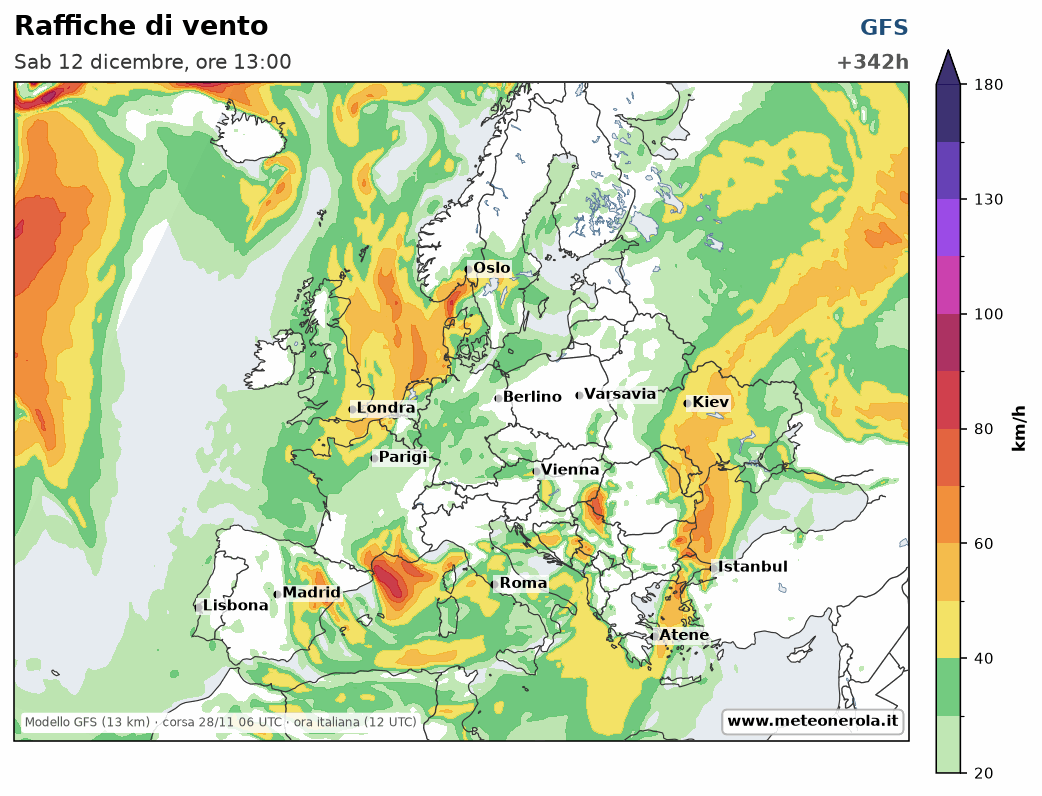 Raffiche di vento
GFS
Sab 12 dicembre, ore 13:00
+342h
180
130
100
80
60
40
20
km/h
Oslo
Berlino
Varsavia
Kiev
Londra
Parigi
Vienna
Istanbul
Roma
Madrid
Lisbona
Atene
Modello GFS (13 km) · corsa 28/11 06 UTC · ora italiana (12 UTC)
www.meteonerola.it